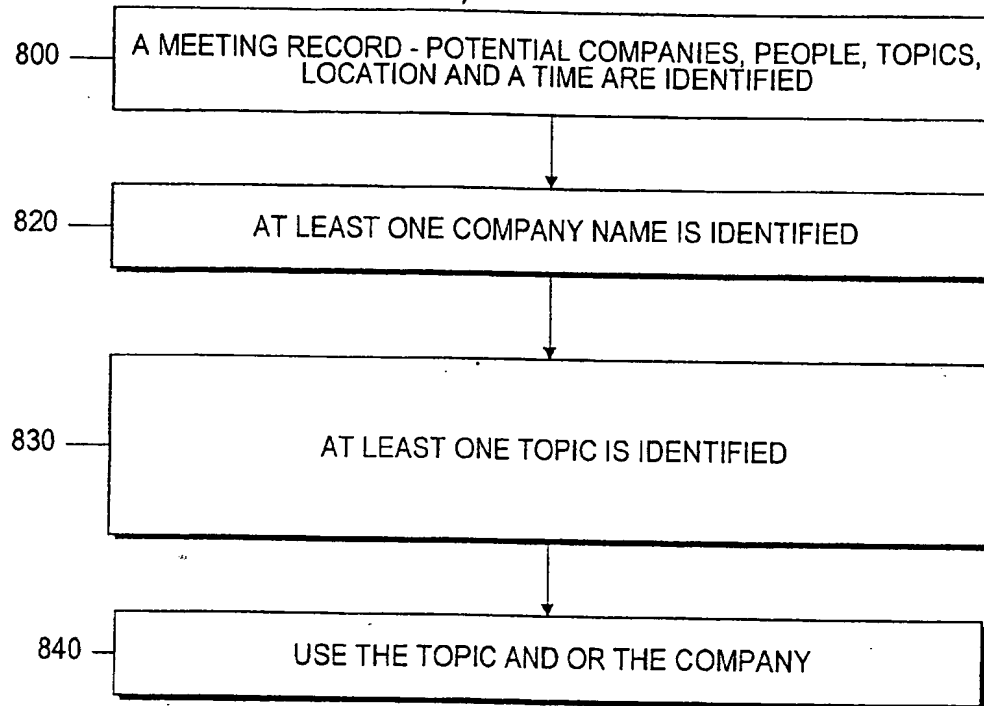 800
A MEETING RECORD - POTENTIAL COMPANIES, PEOPLE, TOPICS,
LOCATION AND A TIME ARE IDENTIFIED
820
AT LEAST ONE COMPANY NAME IS IDENTIFIED
830
AT LEAST ONE TOPIC IS IDENTIFIED
840
USE THE TOPIC AND OR THE COMPANY